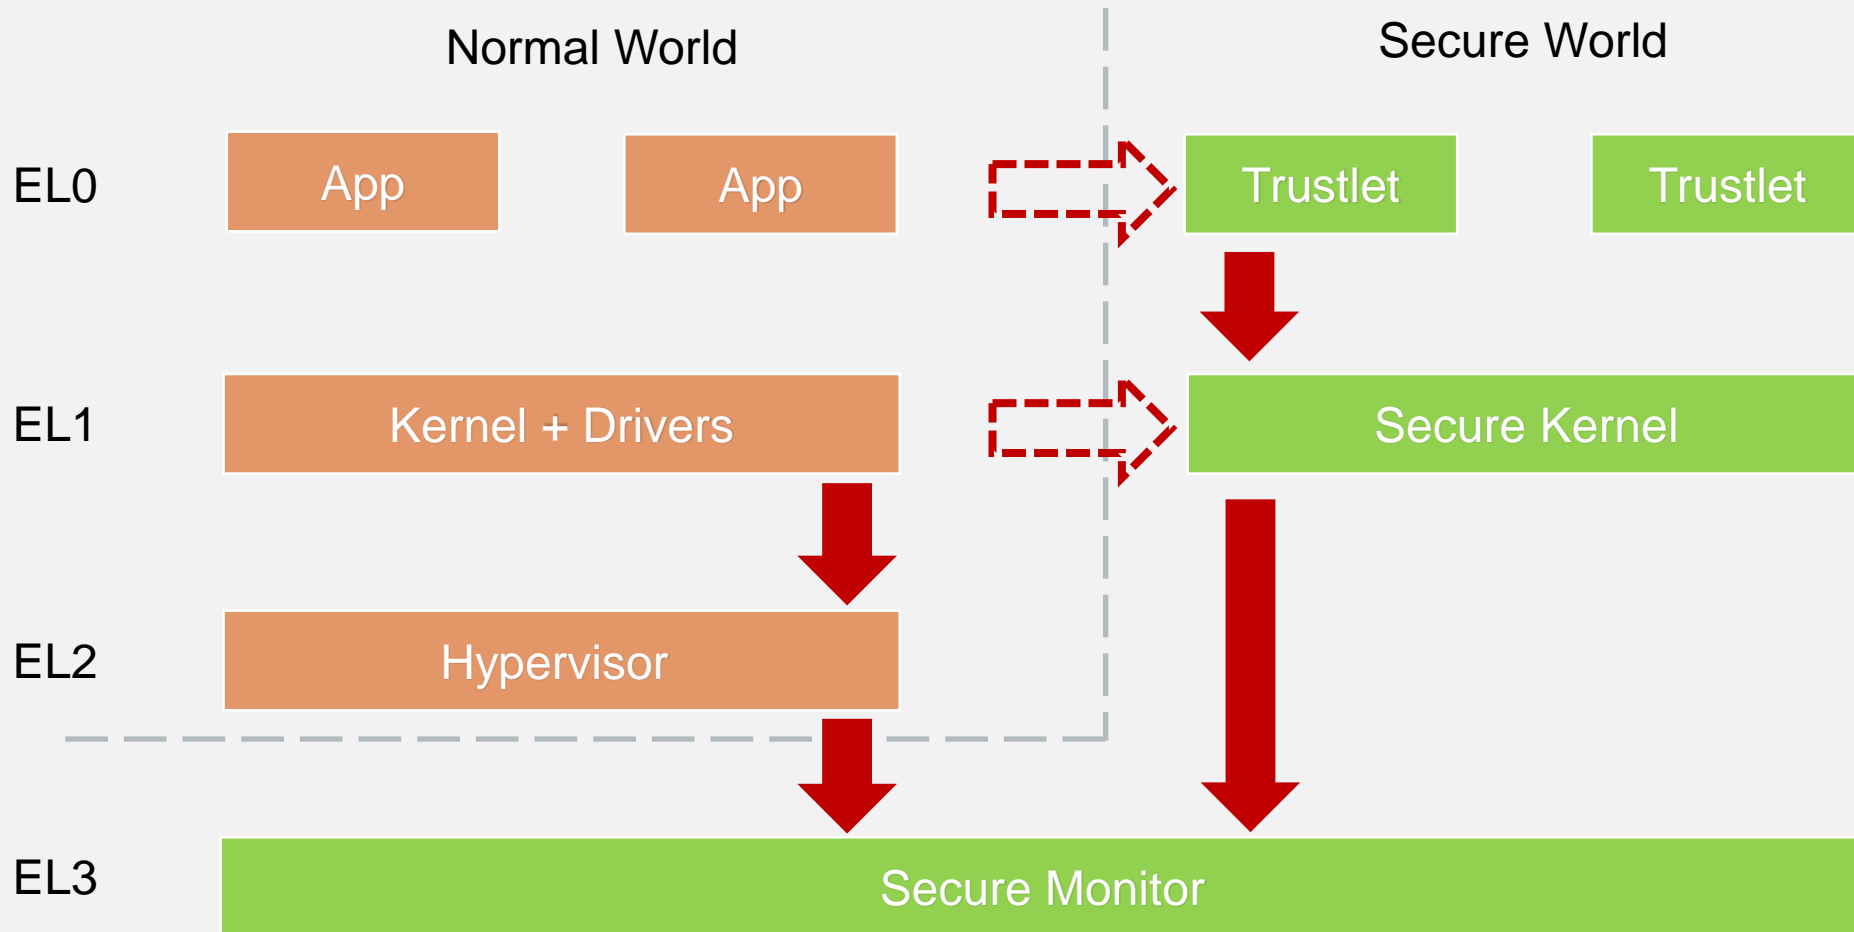 Normal World
Secure World
EL0
App
App
Trustlet
Trustlet
EL1
Kernel + Drivers
Secure Kernel
EL2
Hypervisor
EL3
Secure Monitor